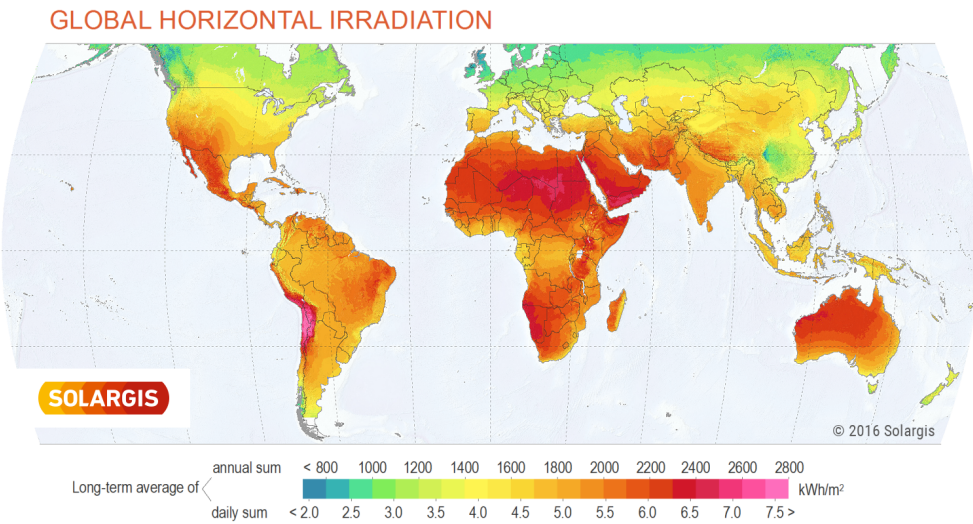 GLOBAL HORIZONTAL IRRADIATION
SOLARGIS
© 2016 Solargis
annual sum < 800 1000 1200 1400 1600 1800 2000 2200 2400 2600 2800
Long-term average of kWh/m²
daily sum < 2.0 2.5 3.0 3.5 4.0 4.5 5.0 5.5 6.0 6.5 7.0 7.5 >